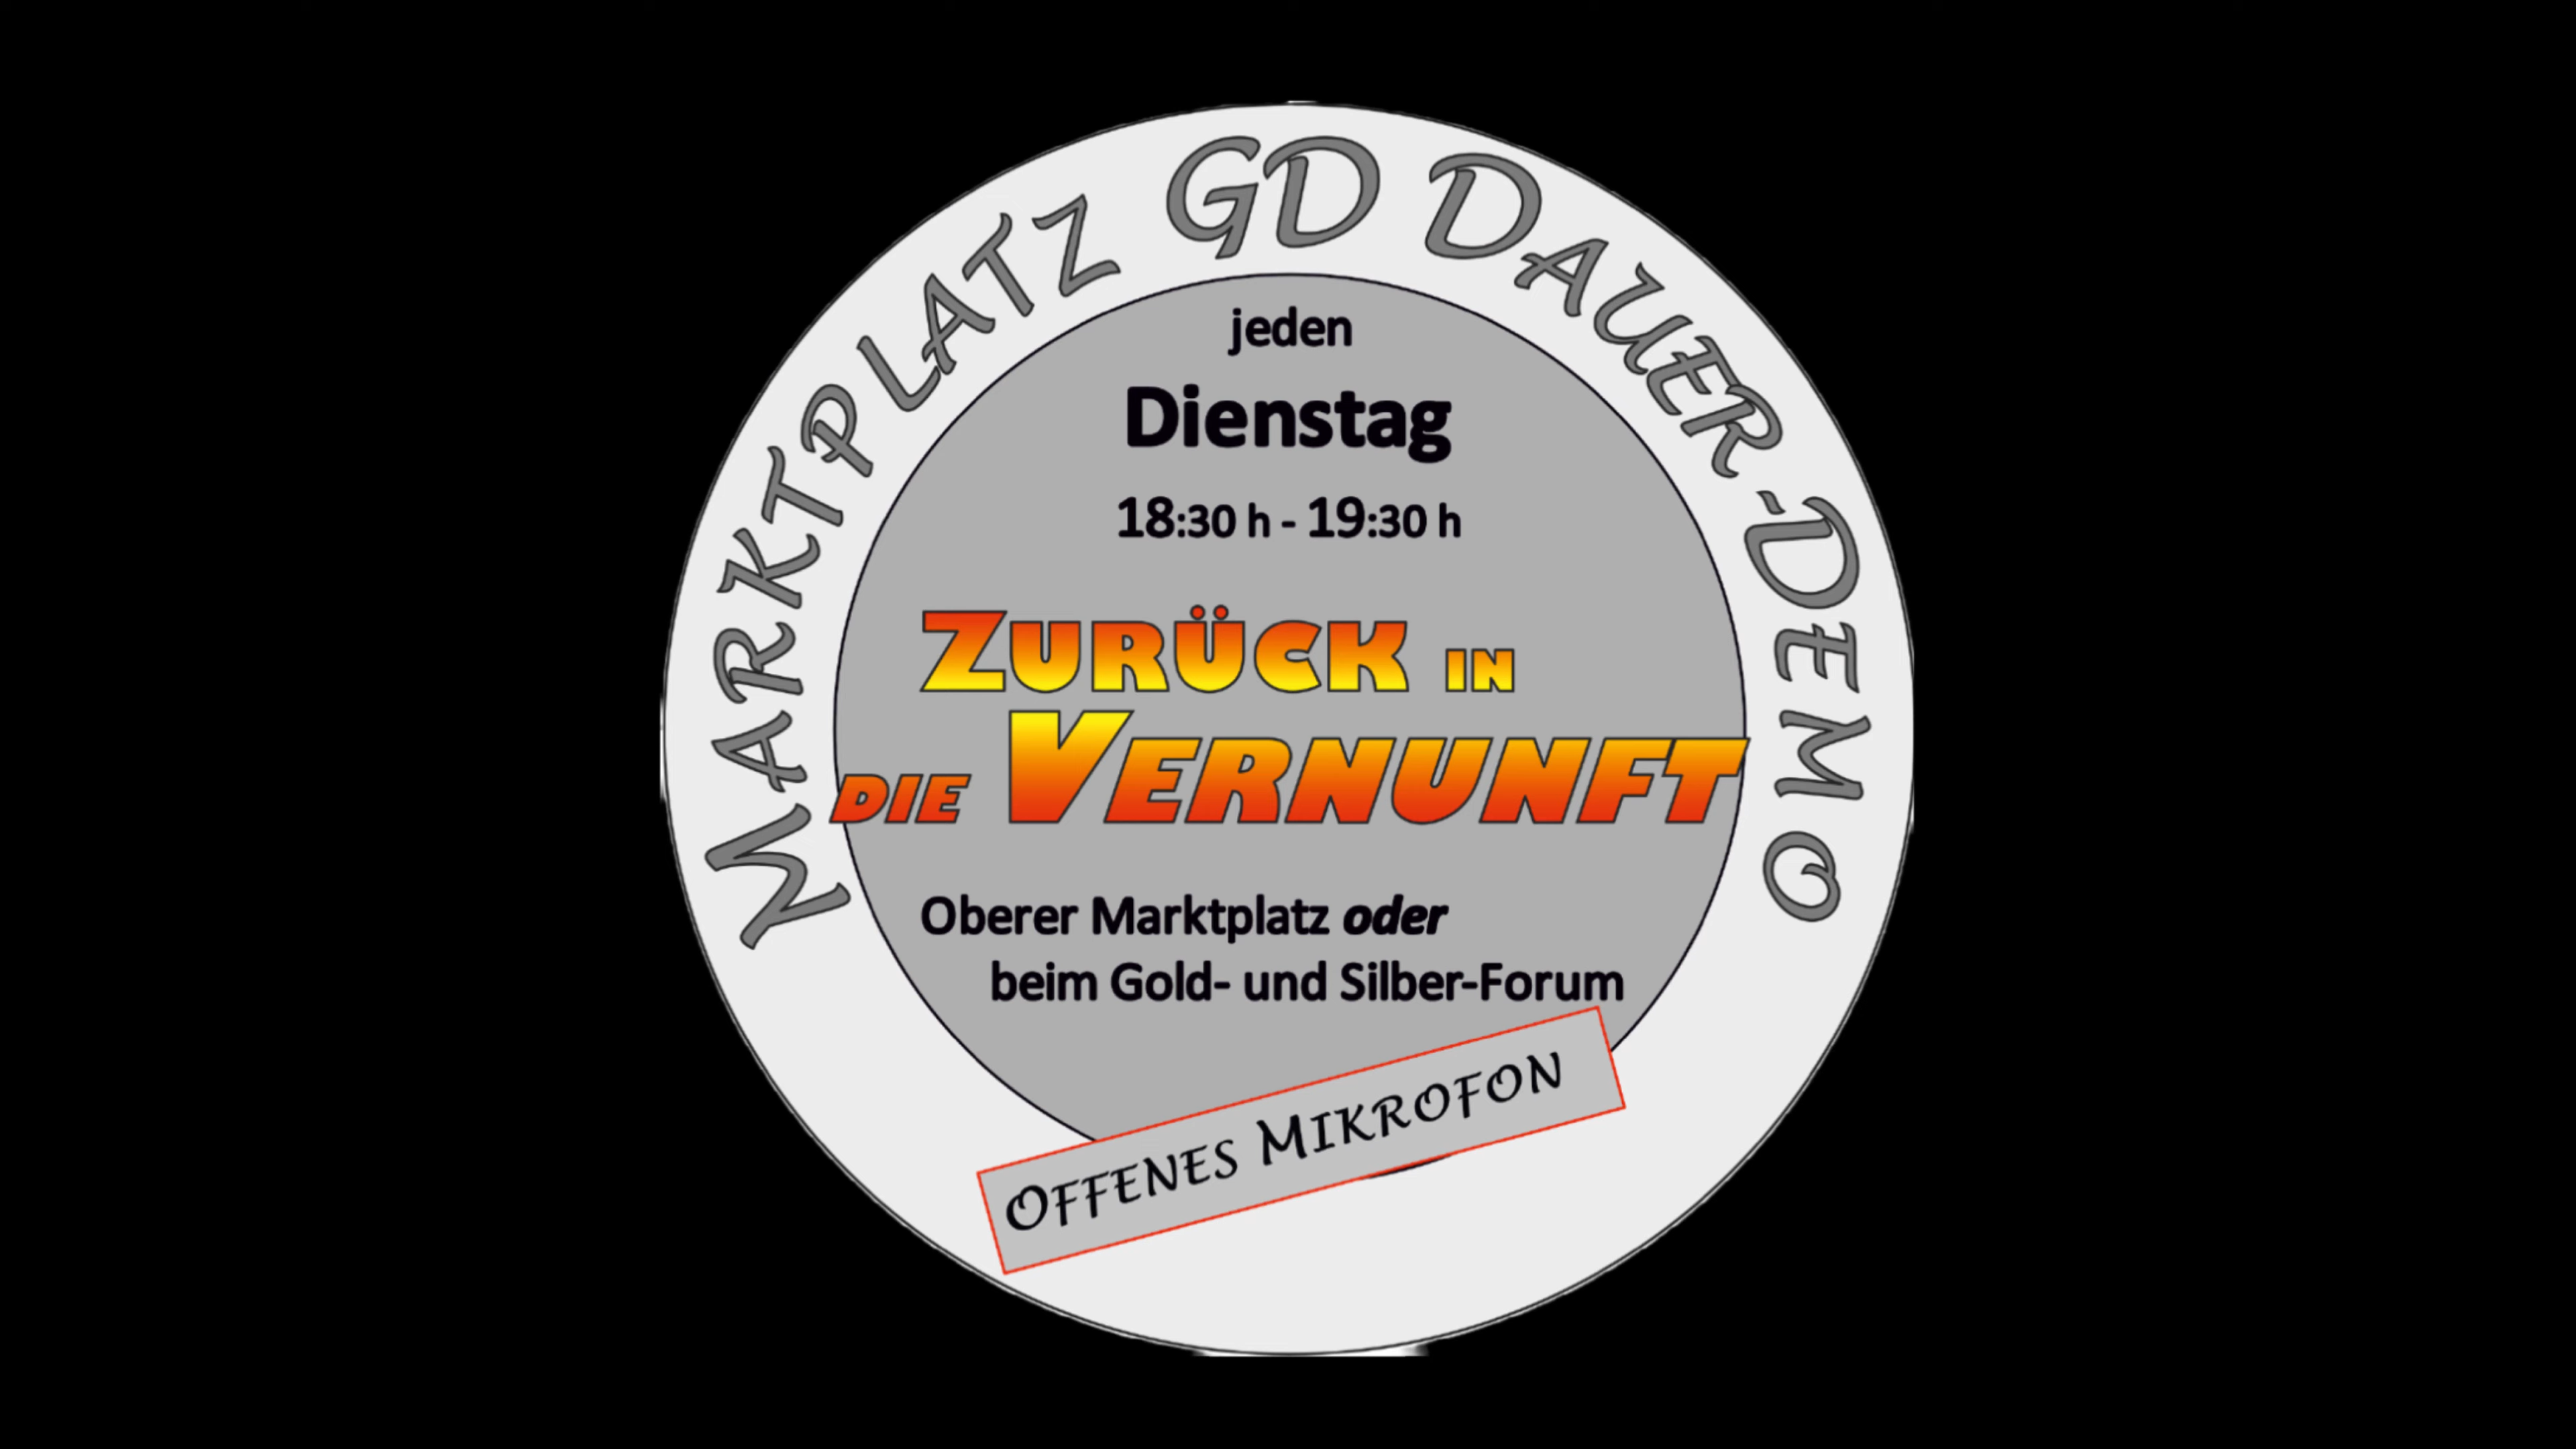 MARKTPLATZ GD DAUER-DEMO
jeden
Dienstag
18:30 h - 19:30 h
ZURÜCK IN
DIE VERNUNFT
Oberer Marktplatz oder
beim Gold- und Silber-Forum
OFFENES MIKROFON